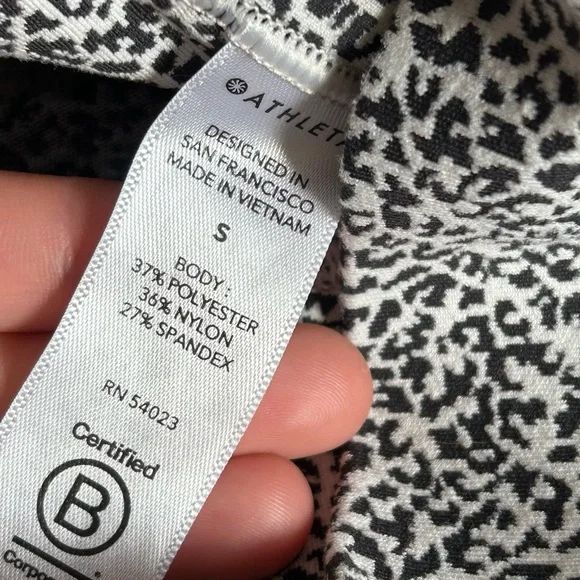 ATHLETA
DESIGNED IN
SAN FRANCISCO
MADE IN VIETNAM
S
BODY :
37% POLYESTER
36% NYLON
27% SPANDEX
RN 54023
Certified
B